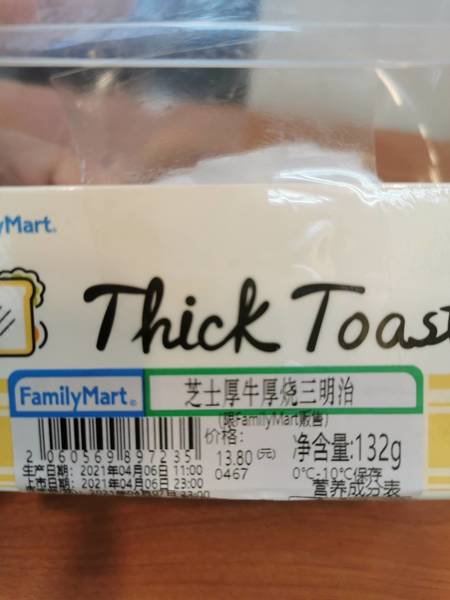 yMart.
Thick Toast
FamilyMart®
芝士厚牛厚烧三明治
(限FamilyMart贩售)
价格:
13.80 (元)
净含量:132g
2 060569 897235
0467
0°C-10°C保存
生产日期: 2021年04月06日 11:00
上市日期: 2021年04月06日 23:00
营养成分表